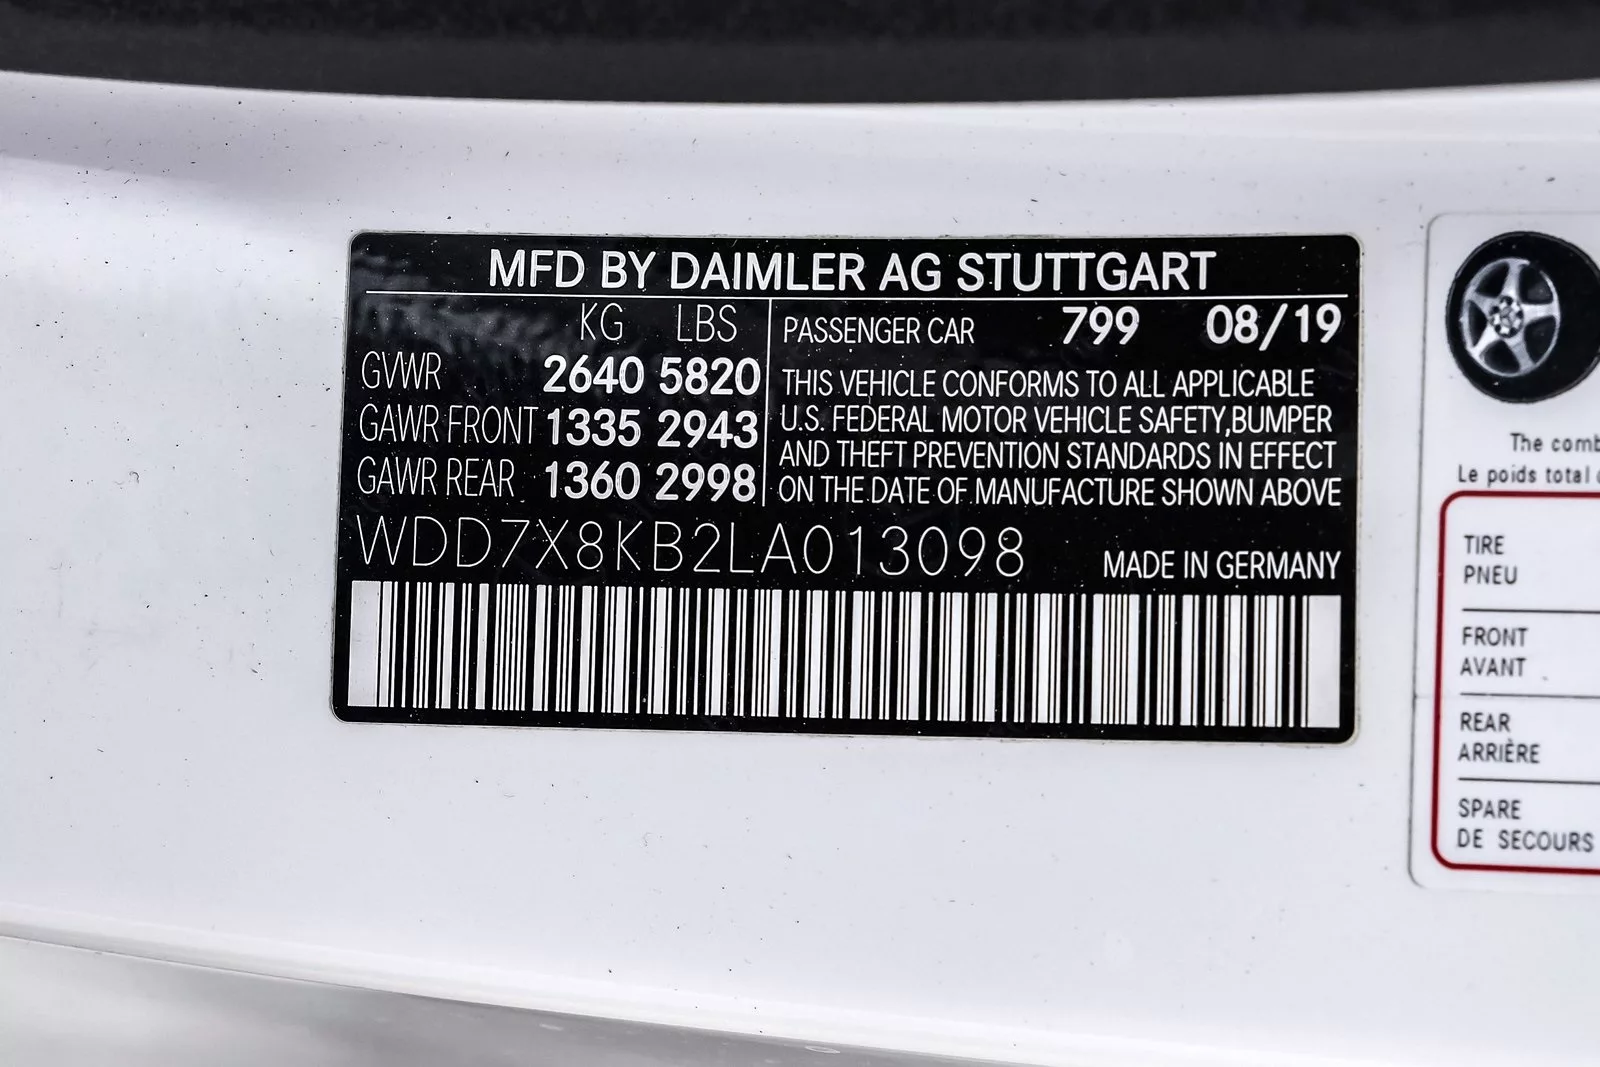 MFD BY DAIMLER AG STUTTGART
KG LBS
GVWR 2640 5820
GAWR FRONT 1335 2943
GAWR REAR 1360 2998
PASSENGER CAR 799 08/19
THIS VEHICLE CONFORMS TO ALL APPLICABLE
U.S. FEDERAL MOTOR VEHICLE SAFETY,BUMPER
AND THEFT PREVENTION STANDARDS IN EFFECT
ON THE DATE OF MANUFACTURE SHOWN ABOVE
WDD7X8KB2LA013098
MADE IN GERMANY
The comb
Le poids total
TIRE
PNEU
FRONT
AVANT
REAR
ARRIÈRE
SPARE
DE SECOURS